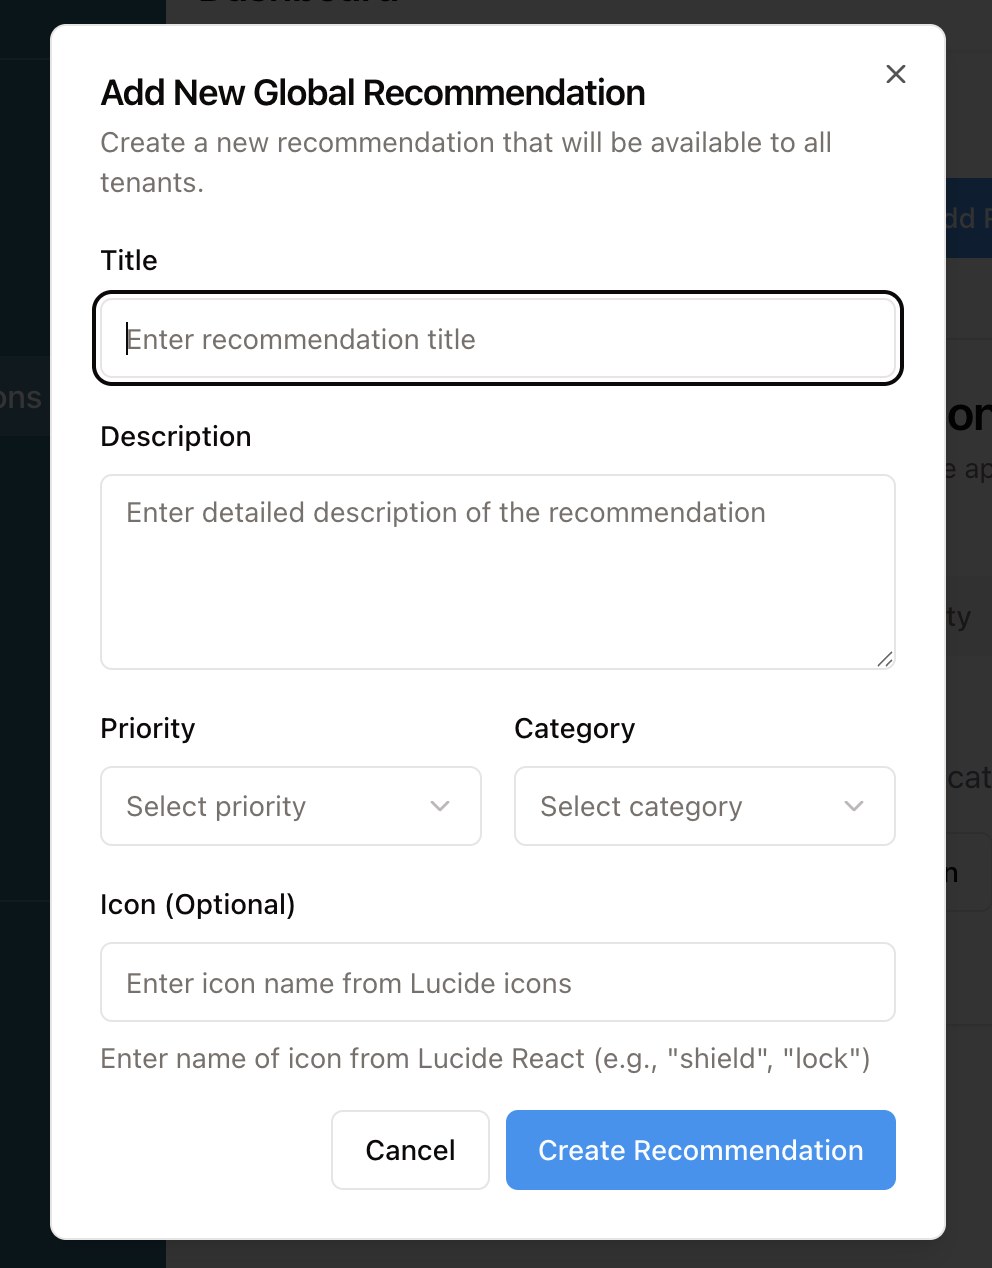 Add New Global Recommendation
Create a new recommendation that will be available to all
tenants.
Title
Enter recommendation title
Description
Enter detailed description of the recommendation
Priority
Category
Select priority
Select category
Icon (Optional)
Enter icon name from Lucide icons
Enter name of icon from Lucide React (e.g., "shield", "lock")
Cancel
Create Recommendation